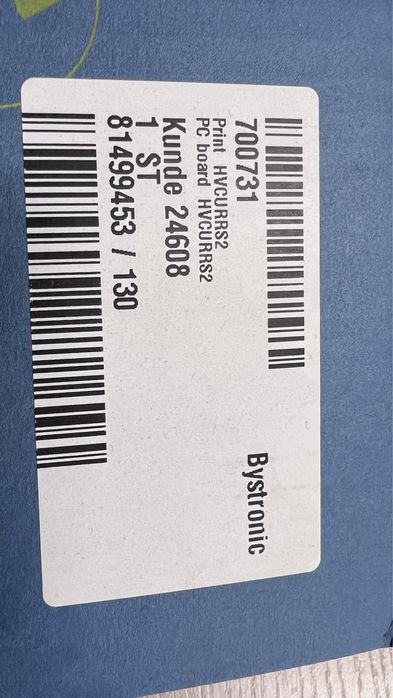 Bystronic
700731
Print HVCURRS2
PC board HVCURRS2
Kunde 24608
1 ST
81499453 / 130